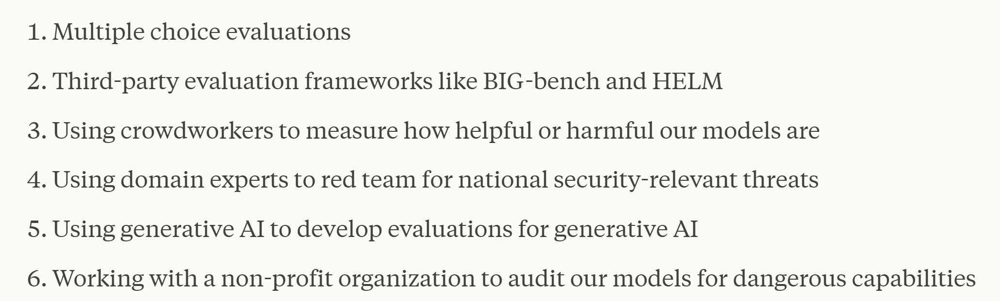 1. Multiple choice evaluations
2. Third-party evaluation frameworks like BIG-bench and HELM
3. Using crowdworkers to measure how helpful or harmful our models are
4. Using domain experts to red team for national security-relevant threats
5. Using generative AI to develop evaluations for generative AI
6. Working with a non-profit organization to audit our models for dangerous capabilities